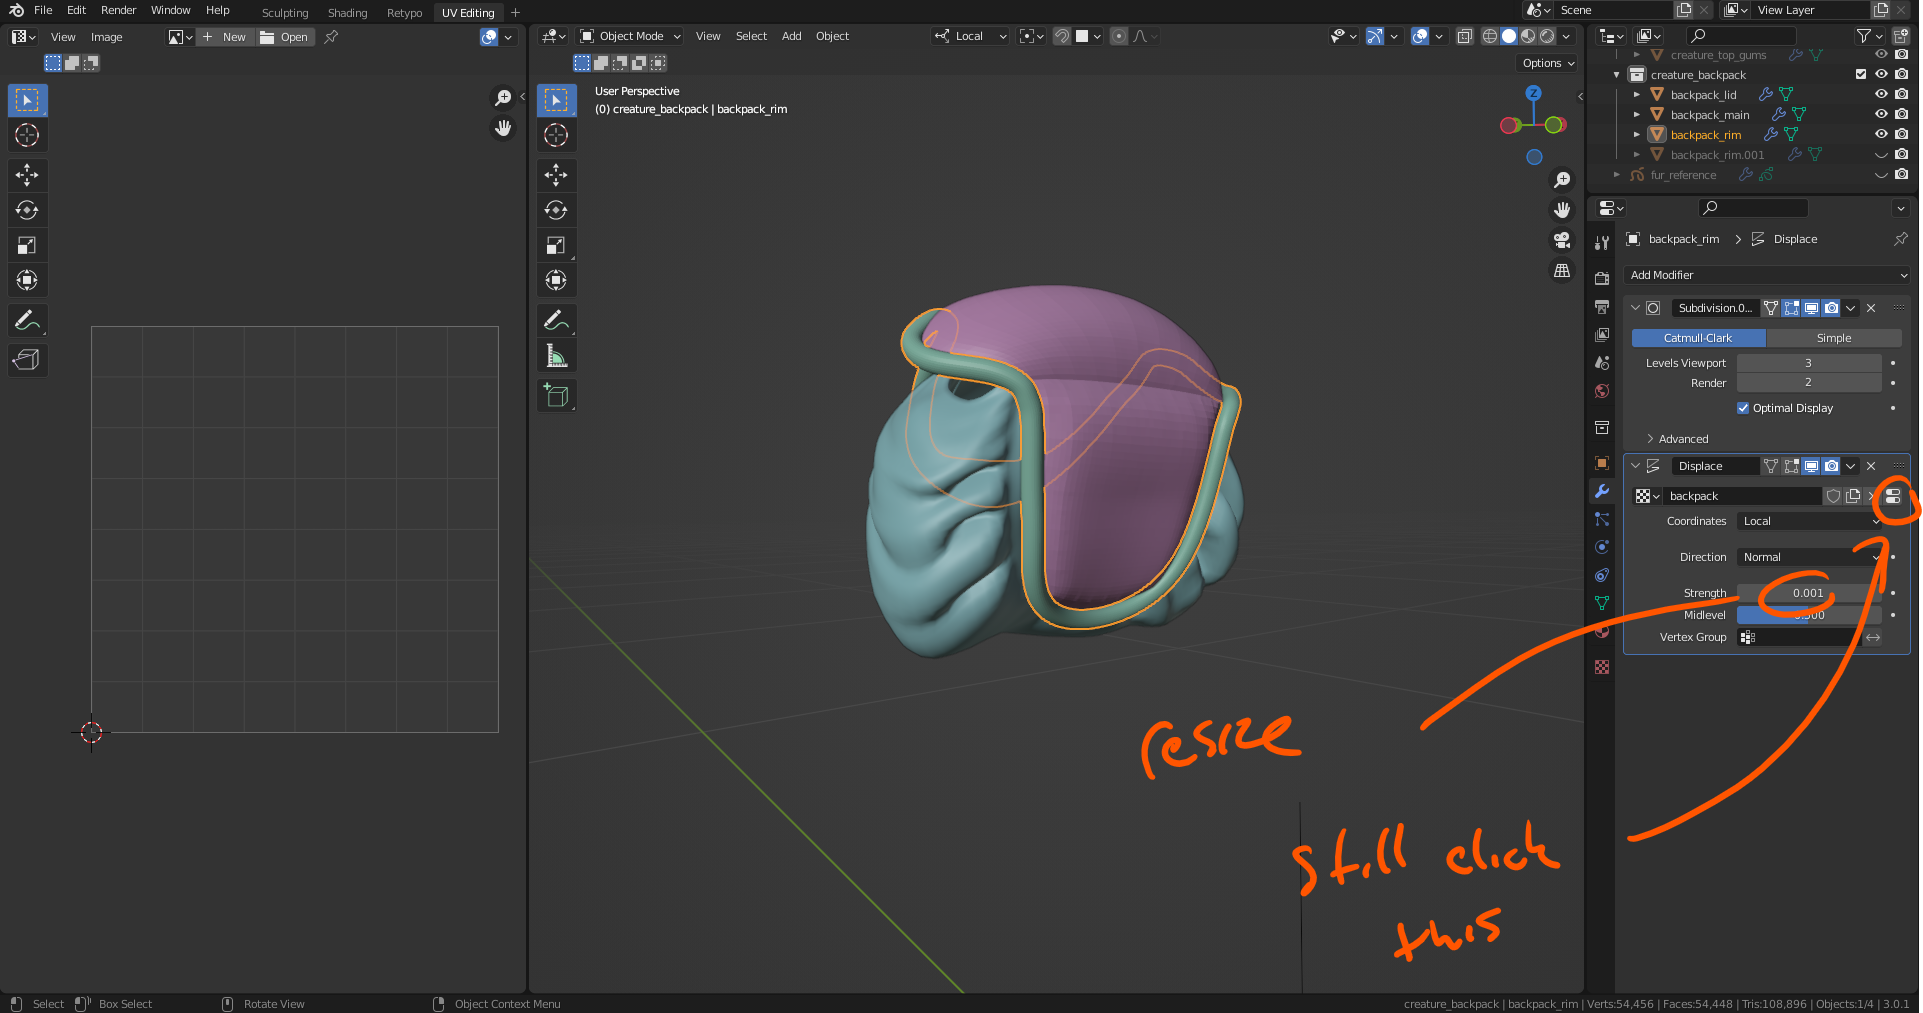 File Edit Render Window Help Sculpting Shading Retypo UV Editing + Scene View Layer
View Image New Open Object Mode View Select Add Object Local
Options
User Perspective
(0) creature_backpack | backpack_rim
Z
creature_top_gums
creature_backpack
backpack_lid
backpack_main
backpack_rim
backpack_rim.001
fur_reference
backpack_rim > Displace
Add Modifier
Subdivision.0...
Catmull-Clark Simple
Levels Viewport 3
Render 2
Optimal Display
Advanced
Displace
backpack
Coordinates Local
Direction Normal
Strength 0.001
Midlevel
Vertex Group
resize
still click
this
Select Box Select Rotate View Object Context Menu creature_backpack | backpack_rim | Verts:54,456 | Faces:54,448 | Tris:108,896 | Objects:1/4 | 3.0.1